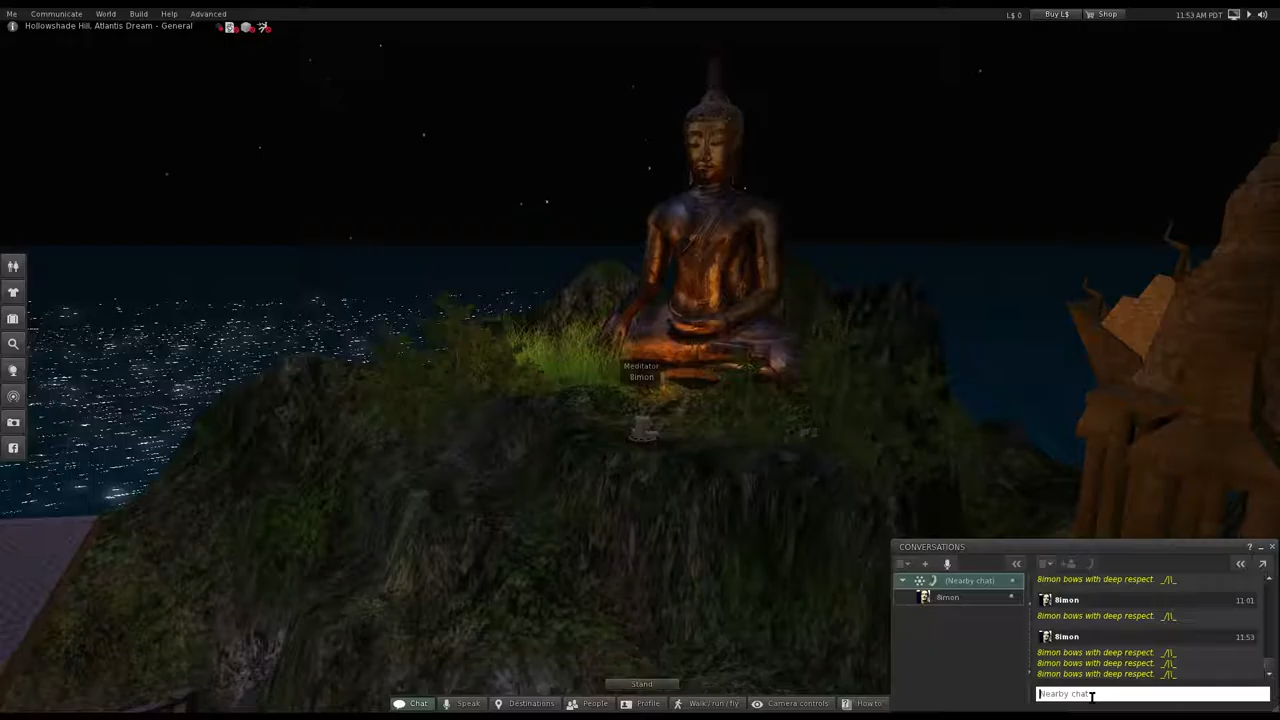 Me Communicate World Build Help Advanced
L$ 0 Buy L$ Shop 11:53 AM PDT
Hollowshade Hill, Atlantis Dream - General
Meditator
8imon
CONVERSATIONS
(Nearby chat)
8imon
8imon bows with deep respect. _/|\_
8imon 11:01
8imon bows with deep respect. _/|\_
8imon 11:53
8imon bows with deep respect. _/|\_
8imon bows with deep respect. _/|\_
8imon bows with deep respect. _/|\_
Nearby chat
Stand
Chat Speak Destinations People Profile Walk / run / fly Camera controls How to